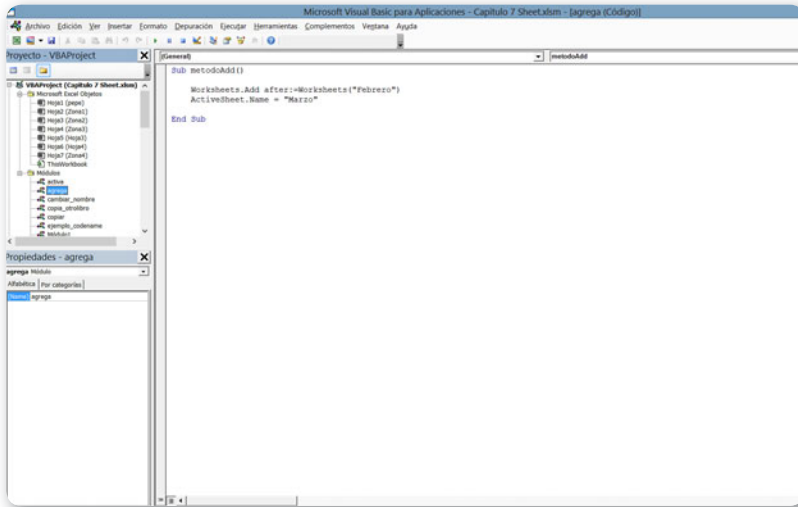 Microsoft Visual Basic para Aplicaciones - Capitulo 7 Sheet.xlsm - [agrega (Código)]
Archivo Edición Ver Insertar Formato Depuración Ejecutar Herramientas Complementos Ventana Ayuda
Proyecto - VBAProject
VBAProject (Capitulo 7 Sheet.xlsm)
Microsoft Excel Objetos
Hoja1 (pepe)
Hoja2 (Zona1)
Hoja3 (Zona2)
Hoja4 (Zona3)
Hoja5 (Hoja3)
Hoja6 (Hoja4)
Hoja7 (Zona4)
ThisWorkbook
Módulos
activa
agrega
cambiar_nombre
copia_otrolibro
copiar
ejemplo_codename
Módulo1
Propiedades - agrega
agrega Módulo
Alfabética Por categorías
(Name) agrega
(General) metodoAdd
Sub metodoAdd()
Worksheets.Add after:=Worksheets("Febrero")
ActiveSheet.Name = "Marzo"
End Sub